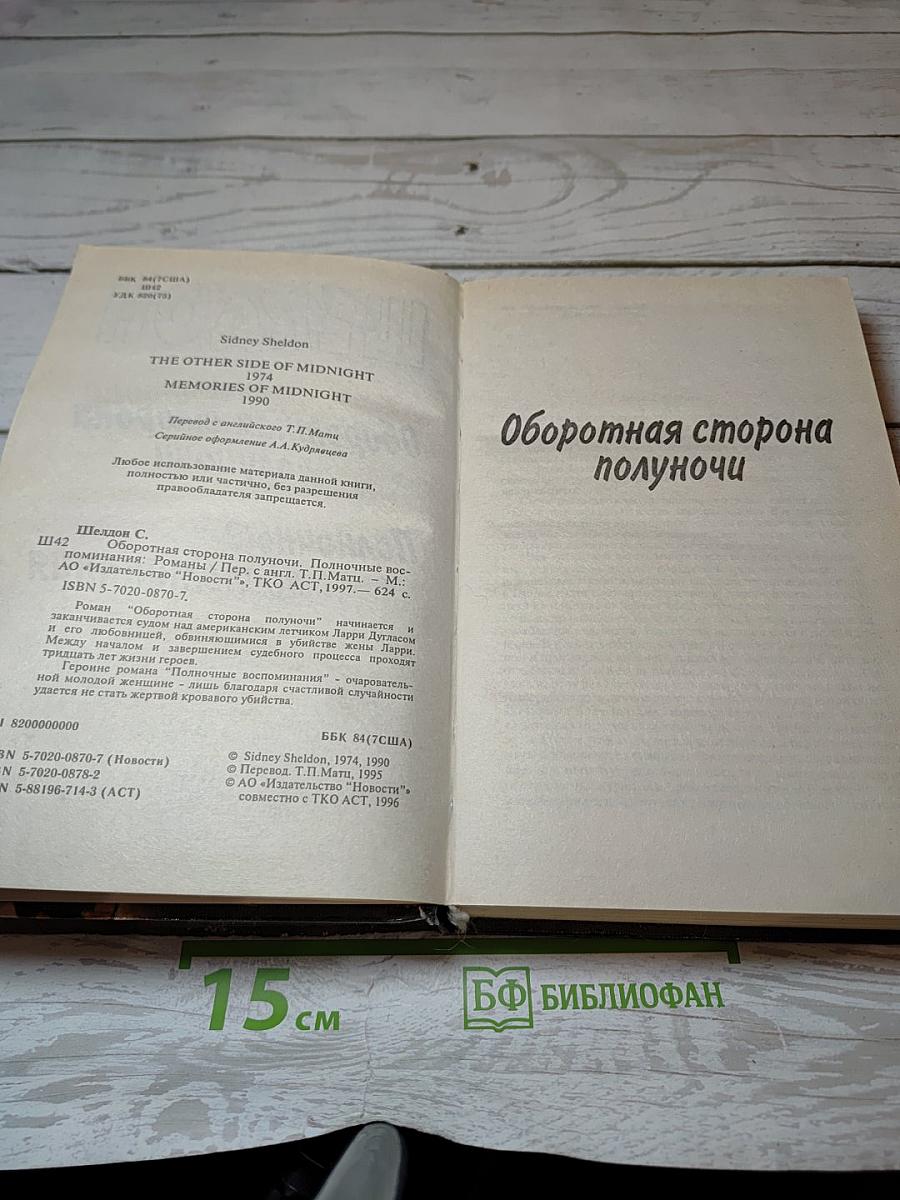 ББК 84(7США)
Ш42
УДК 820(73)
Sidney Sheldon
THE OTHER SIDE OF MIDNIGHT
1974
MEMORIES OF MIDNIGHT
1990
Перевод с английского Т.П.Матц
Серийное оформление А.А.Кудрявцева
Любое использование материала данной книги,
полностью или частично, без разрешения
правообладателя запрещается.
Шелдон С.
Ш42 Оборотная сторона полуночи. Полночные вос-
поминания: Романы / Пер. с англ. Т.П.Матц. – М.:
АО «Издательство "Новости"», ТКО АСТ, 1997.— 624 с.
ISBN 5-7020-0870-7.
Роман "Оборотная сторона полуночи" начинается и
заканчивается судом над американским летчиком Ларри Дугласом
и его любовницей, обвиняющимися в убийстве жены Ларри.
Между началом и завершением судебного процесса проходят
тридцать лет жизни героев.
Героине романа "Полночные воспоминания" – очарователь-
ной молодой женщине – лишь благодаря счастливой случайности
удается не стать жертвой кровавого убийства.
8200000000
ББК 84(7США)
BN 5-7020-0870-7 (Новости)
N 5-7020-0878-2
N 5-88196-714-3 (АСТ)
© Sidney Sheldon, 1974, 1990
© Перевод. Т.П.Матц, 1995
© АО «Издательство "Новости"»
совместно с ТКО АСТ, 1996
Оборотная сторона
полуночи
15 см
БФ БИБЛИОФАН